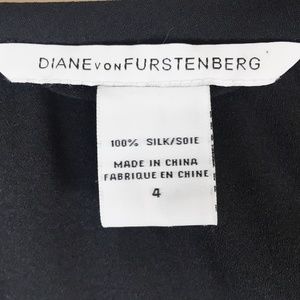 DIANE VON FURSTENBERG
100% SILK/SOIE
MADE IN CHINA
FABRIQUE EN CHINE
4